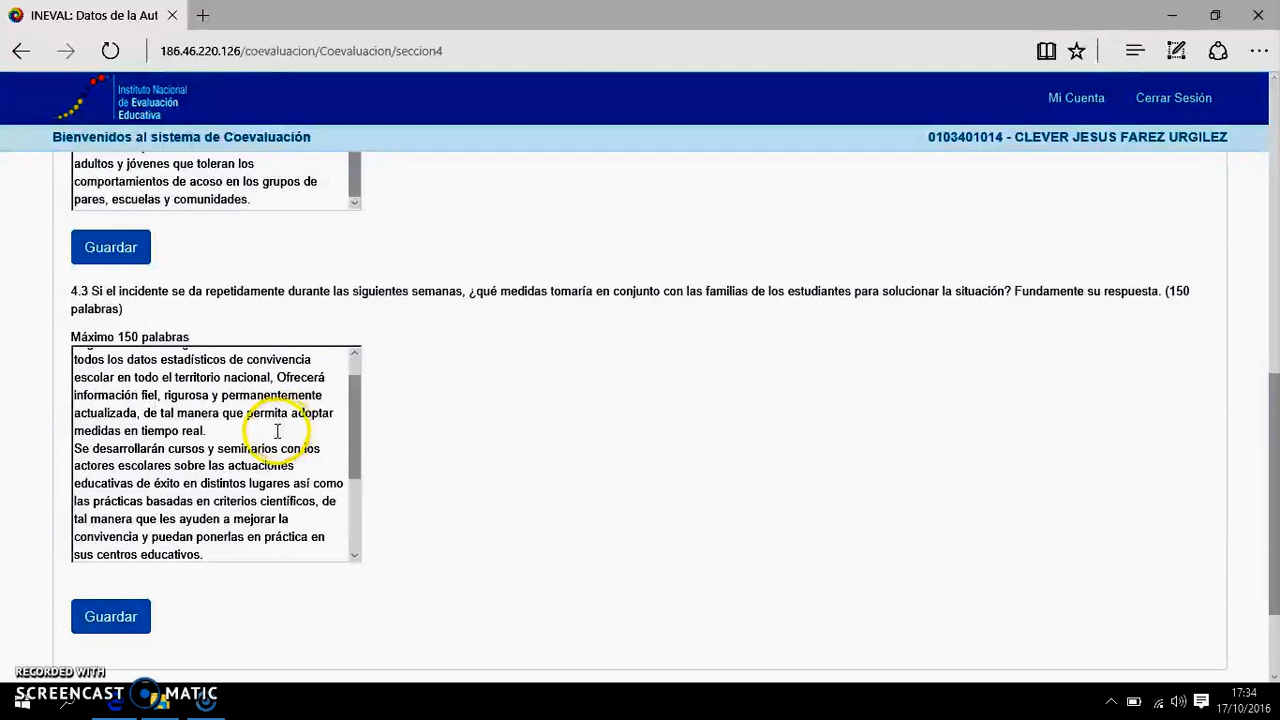 INEVAL: Datos de la Aut
186.46.220.126/coevaluacion/Coevaluacion/seccion4
Instituto Nacional
de Evaluación
Educativa
Mi Cuenta
Cerrar Sesión
Bienvenidos al sistema de Coevaluación
0103401014 - CLEVER JESUS FAREZ URGILEZ
adultos y jóvenes que toleran los
comportamientos de acoso en los grupos de
pares, escuelas y comunidades.
Guardar
4.3 Si el incidente se da repetidamente durante las siguientes semanas, ¿qué medidas tomaría en conjunto con las familias de los estudiantes para solucionar la situación? Fundamente su respuesta. (150
palabras)
Máximo 150 palabras
todos los datos estadísticos de convivencia
escolar en todo el territorio nacional, Ofrecerá
información fiel, rigurosa y permanentemente
actualizada, de tal manera que permita adoptar
medidas en tiempo real.
Se desarrollarán cursos y seminarios con los
actores escolares sobre las actuaciones
educativas de éxito en distintos lugares así como
las prácticas basadas en criterios científicos, de
tal manera que les ayuden a mejorar la
convivencia y puedan ponerlas en práctica en
sus centros educativos.
Guardar
RECORDED WITH
SCREENCAST MATIC
17:34
17/10/2016